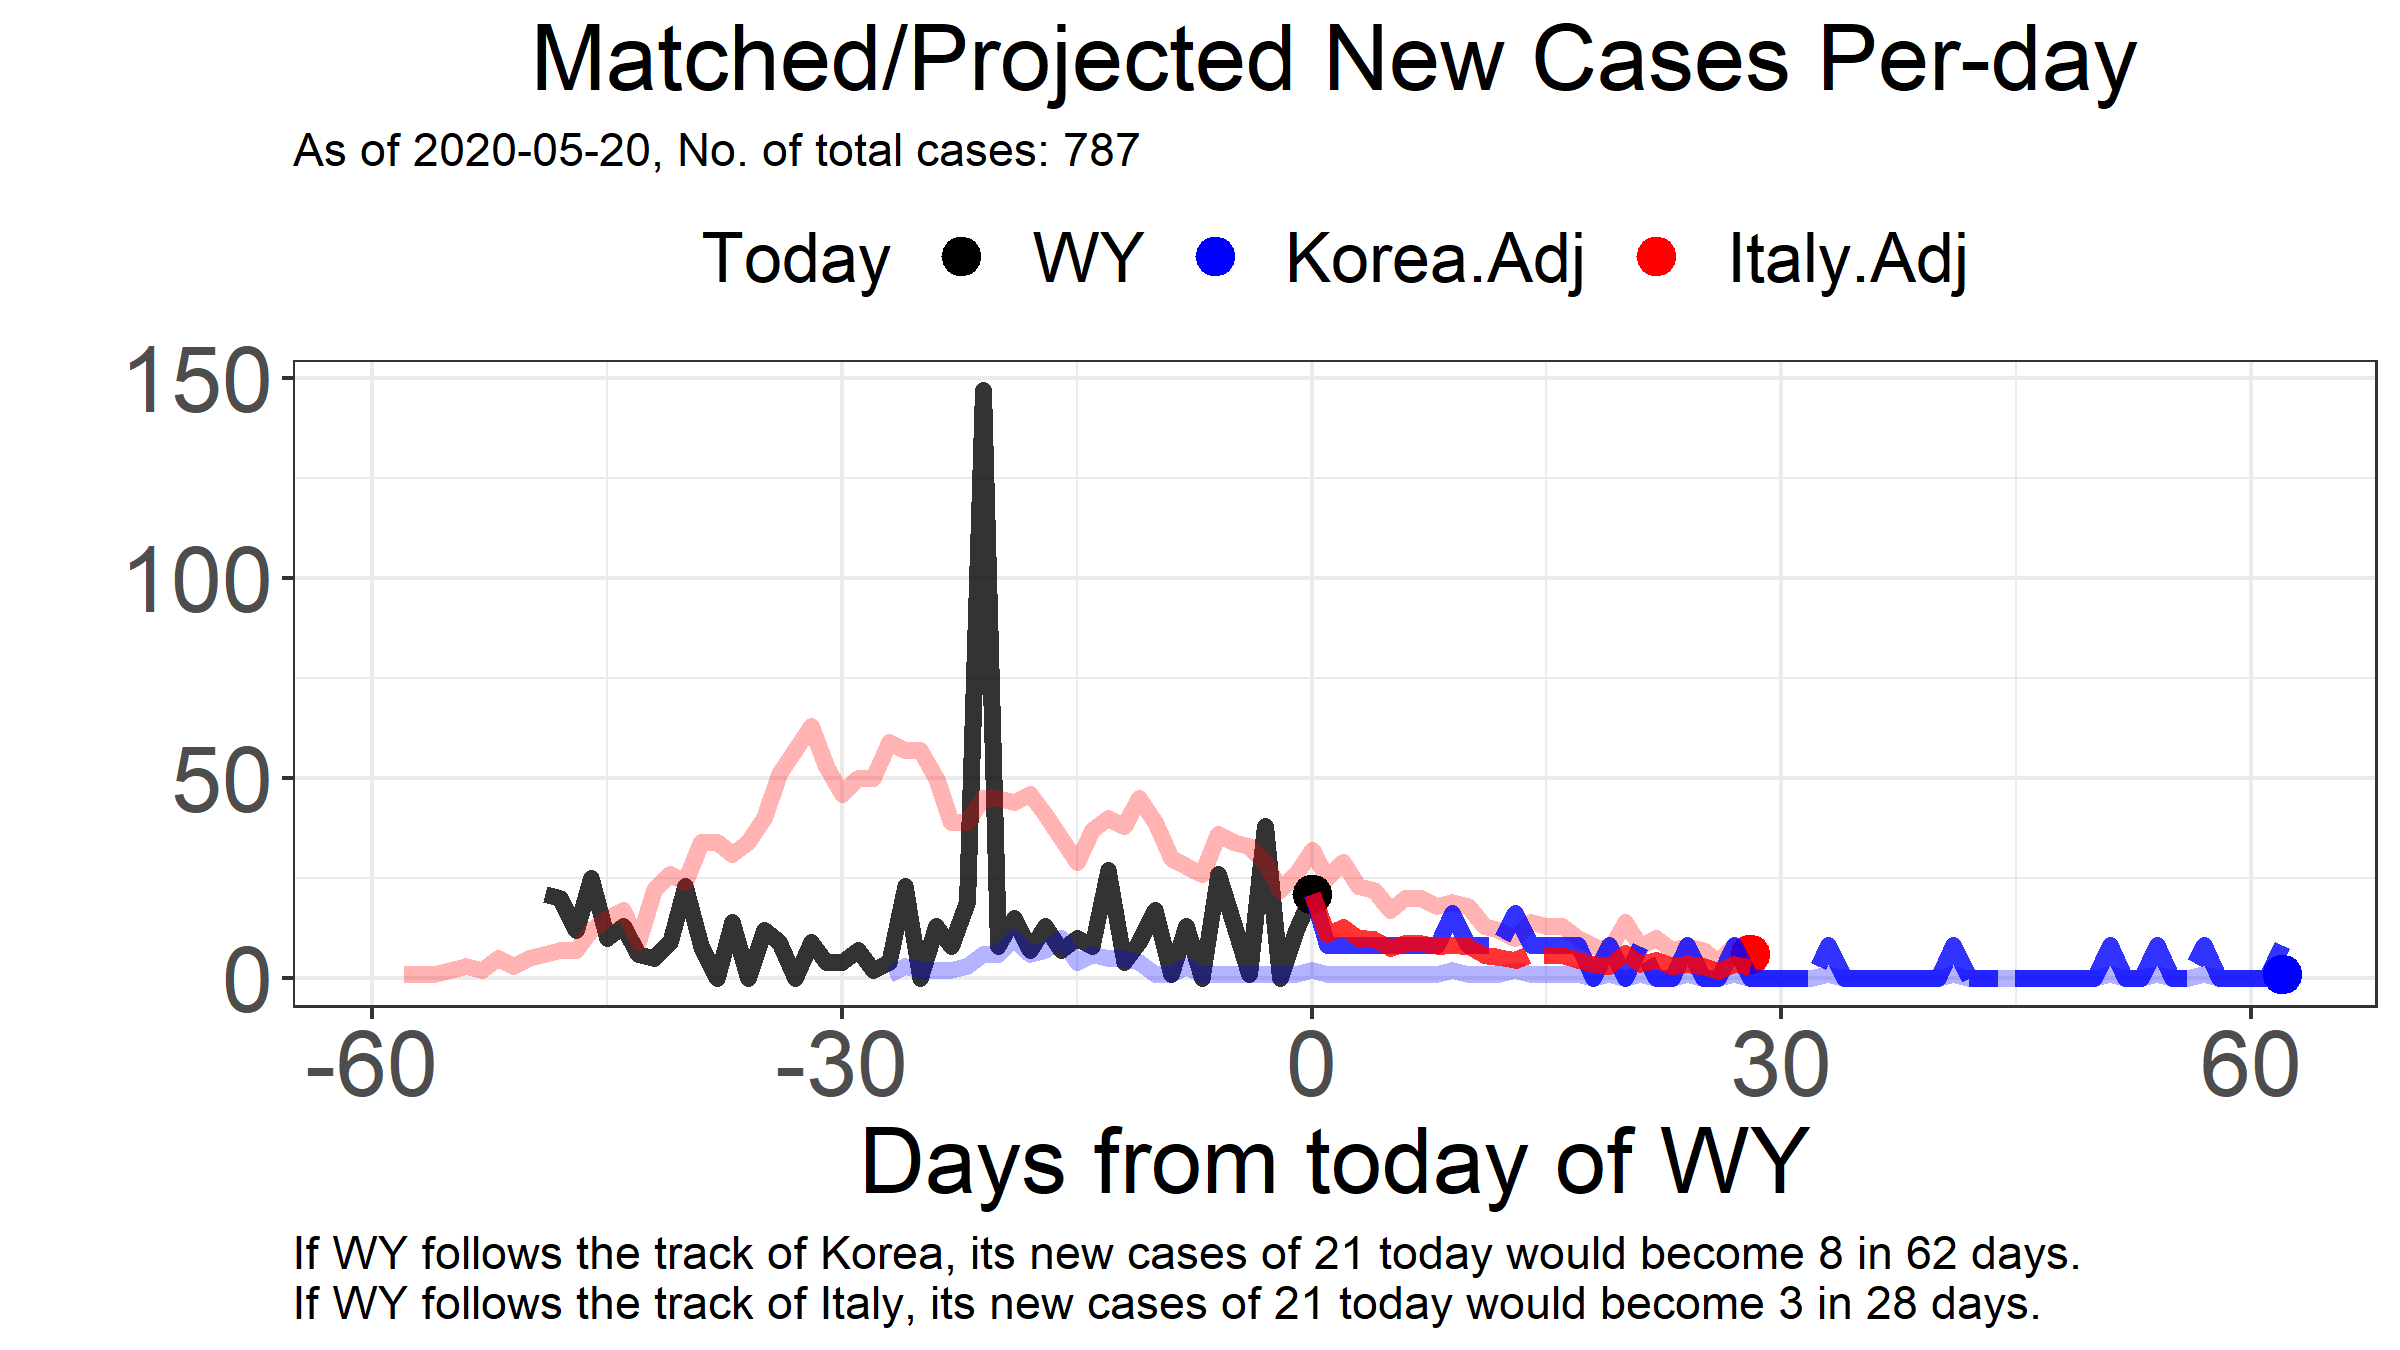 Matched/Projected New Cases Per-day
As of 2020-05-20, No. of total cases: 787
Today WY Korea.Adj Italy.Adj
150
100
50
0
-60 -30 0 30 60
Days from today of WY
If WY follows the track of Korea, its new cases of 21 today would become 8 in 62 days.
If WY follows the track of Italy, its new cases of 21 today would become 3 in 28 days.